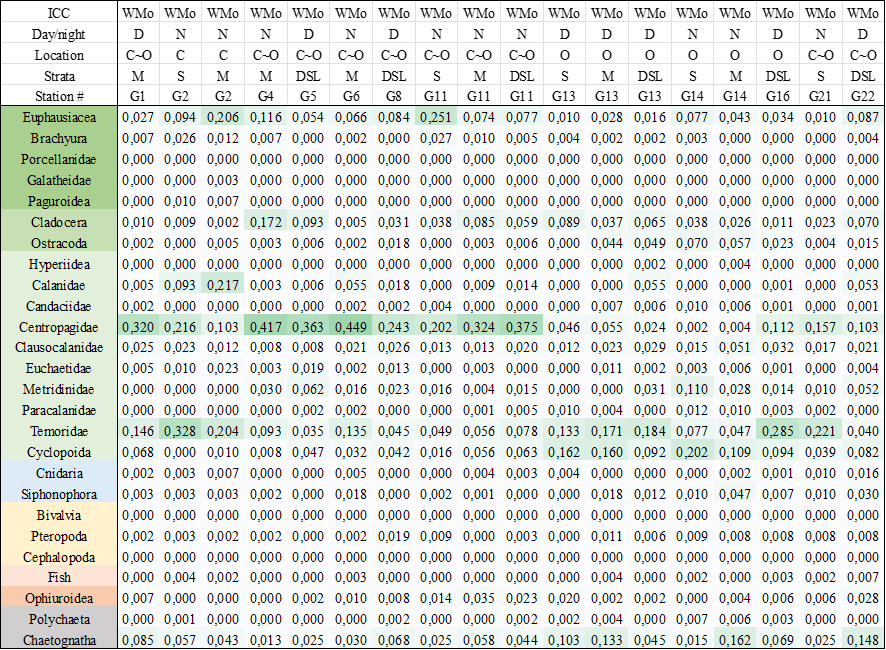 ICC WMo WMo WMo WMo WMo WMo WMo WMo WMo WMo WMo WMo WMo WMo WMo WMo WMo WMo
Day/night D N N N D N D N N N D D D N N D N D
Location C~O C C C~O C~O C~O C~O C~O C~O C~O O O O O O O C~O C~O
Strata M S M M DSL M DSL S M DSL S M DSL S M DSL S DSL
Station # G1 G2 G2 G4 G5 G6 G8 G11 G11 G11 G13 G13 G13 G14 G14 G16 G21 G22
Euphausiacea 0,027 0,094 0,206 0,116 0,054 0,066 0,084 0,251 0,074 0,077 0,010 0,028 0,016 0,077 0,043 0,034 0,010 0,087
Brachyura 0,007 0,026 0,012 0,007 0,000 0,002 0,000 0,027 0,010 0,005 0,004 0,002 0,002 0,003 0,000 0,000 0,000 0,004
Porcellanidae 0,000 0,000 0,000 0,000 0,000 0,000 0,000 0,000 0,000 0,000 0,000 0,000 0,000 0,000 0,000 0,000 0,000 0,000
Galatheidae 0,000 0,000 0,003 0,000 0,000 0,000 0,000 0,000 0,000 0,000 0,000 0,000 0,000 0,000 0,000 0,000 0,000 0,000
Paguroidea 0,000 0,010 0,007 0,000 0,000 0,000 0,000 0,000 0,000 0,000 0,000 0,000 0,000 0,000 0,000 0,000 0,000 0,000
Cladocera 0,010 0,009 0,002 0,172 0,093 0,005 0,031 0,038 0,085 0,059 0,089 0,037 0,065 0,038 0,026 0,011 0,023 0,070
Ostracoda 0,002 0,000 0,005 0,003 0,006 0,002 0,018 0,000 0,003 0,006 0,000 0,044 0,049 0,070 0,057 0,023 0,004 0,015
Hyperiidea 0,000 0,000 0,000 0,000 0,000 0,000 0,000 0,000 0,000 0,000 0,000 0,000 0,002 0,000 0,004 0,000 0,000 0,000
Calanidae 0,005 0,093 0,217 0,003 0,006 0,055 0,018 0,000 0,009 0,014 0,000 0,000 0,055 0,000 0,000 0,001 0,000 0,053
Candaciidae 0,002 0,000 0,000 0,000 0,000 0,002 0,002 0,004 0,000 0,000 0,000 0,007 0,006 0,010 0,006 0,001 0,000 0,001
Centropagidae 0,320 0,216 0,103 0,417 0,363 0,449 0,243 0,202 0,324 0,375 0,046 0,055 0,024 0,002 0,004 0,112 0,157 0,103
Clausocalanidae 0,025 0,023 0,012 0,008 0,008 0,021 0,026 0,013 0,013 0,020 0,012 0,023 0,029 0,015 0,051 0,032 0,017 0,021
Euchaetidae 0,005 0,010 0,023 0,003 0,019 0,002 0,013 0,000 0,003 0,000 0,000 0,011 0,002 0,003 0,006 0,001 0,000 0,004
Metridinidae 0,000 0,000 0,000 0,030 0,062 0,016 0,023 0,016 0,004 0,015 0,000 0,000 0,031 0,110 0,028 0,014 0,010 0,052
Paracalanidae 0,000 0,000 0,000 0,000 0,002 0,002 0,000 0,000 0,001 0,005 0,010 0,004 0,000 0,012 0,010 0,003 0,002 0,000
Temoridae 0,146 0,328 0,204 0,093 0,035 0,135 0,045 0,049 0,056 0,078 0,133 0,171 0,184 0,077 0,047 0,285 0,221 0,040
Cyclopoida 0,068 0,000 0,010 0,008 0,047 0,032 0,042 0,016 0,056 0,063 0,162 0,160 0,092 0,202 0,109 0,094 0,039 0,082
Cnidaria 0,002 0,003 0,007 0,000 0,000 0,005 0,000 0,000 0,004 0,003 0,004 0,000 0,000 0,000 0,002 0,001 0,010 0,016
Siphonophora 0,003 0,003 0,003 0,002 0,000 0,018 0,000 0,002 0,001 0,000 0,000 0,018 0,012 0,010 0,047 0,007 0,010 0,030
Bivalvia 0,000 0,000 0,000 0,000 0,000 0,000 0,000 0,000 0,000 0,000 0,000 0,000 0,000 0,000 0,000 0,000 0,000 0,000
Pteropoda 0,002 0,003 0,002 0,002 0,000 0,002 0,019 0,009 0,000 0,003 0,000 0,011 0,006 0,009 0,008 0,008 0,008 0,008
Cephalopoda 0,000 0,000 0,000 0,000 0,000 0,000 0,000 0,000 0,000 0,000 0,000 0,000 0,000 0,000 0,000 0,000 0,000 0,000
Fish 0,000 0,004 0,002 0,000 0,000 0,003 0,000 0,000 0,000 0,000 0,000 0,004 0,000 0,002 0,000 0,003 0,002 0,007
Ophiuroidea 0,007 0,000 0,000 0,000 0,002 0,010 0,008 0,014 0,035 0,023 0,020 0,002 0,002 0,000 0,004 0,006 0,006 0,028
Polychaeta 0,000 0,001 0,000 0,000 0,000 0,000 0,002 0,000 0,000 0,002 0,002 0,004 0,000 0,007 0,006 0,003 0,000 0,000
Chaetognatha 0,085 0,057 0,043 0,013 0,025 0,030 0,068 0,025 0,058 0,044 0,103 0,133 0,045 0,015 0,162 0,069 0,025 0,148